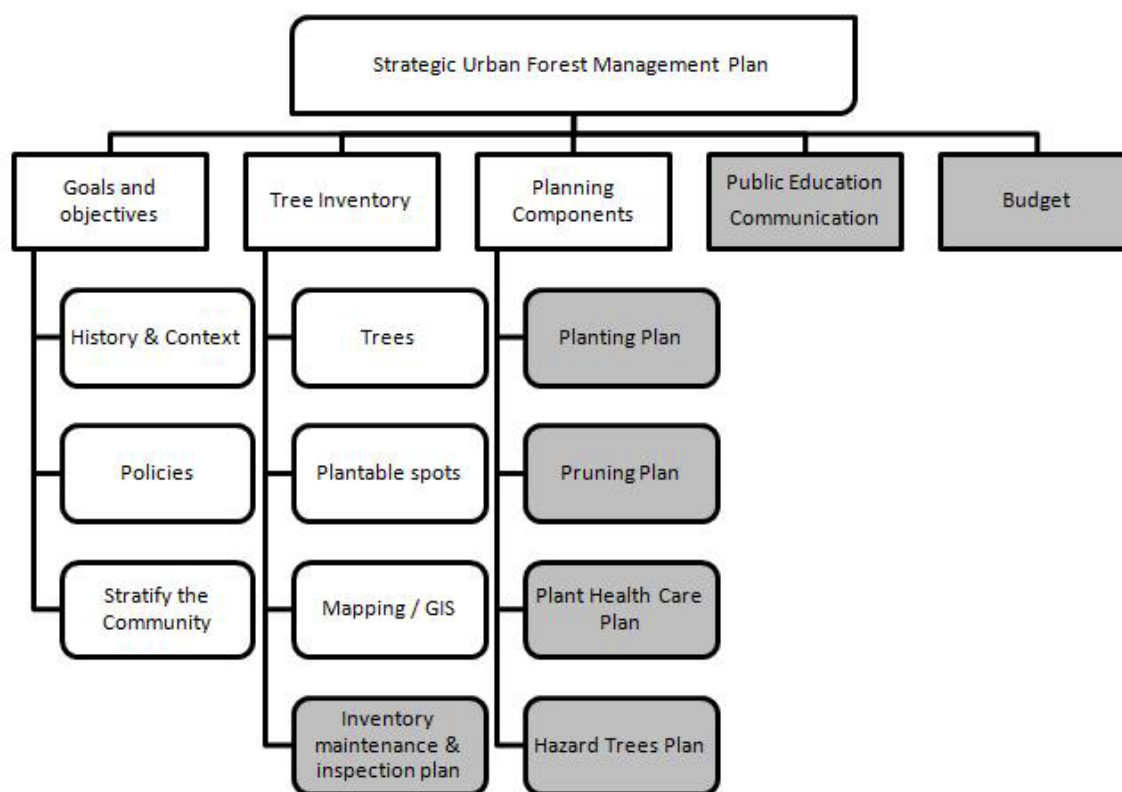 Strategic Urban Forest Management Plan
Goals and
objectives
Tree Inventory
Planning
Components
Public Education
Communication
Budget
History & Context
Trees
Planting Plan
Policies
Plantable spots
Pruning Plan
Stratify the
Community
Mapping / GIS
Plant Health Care
Plan
Inventory
maintenance &
inspection plan
Hazard Trees Plan